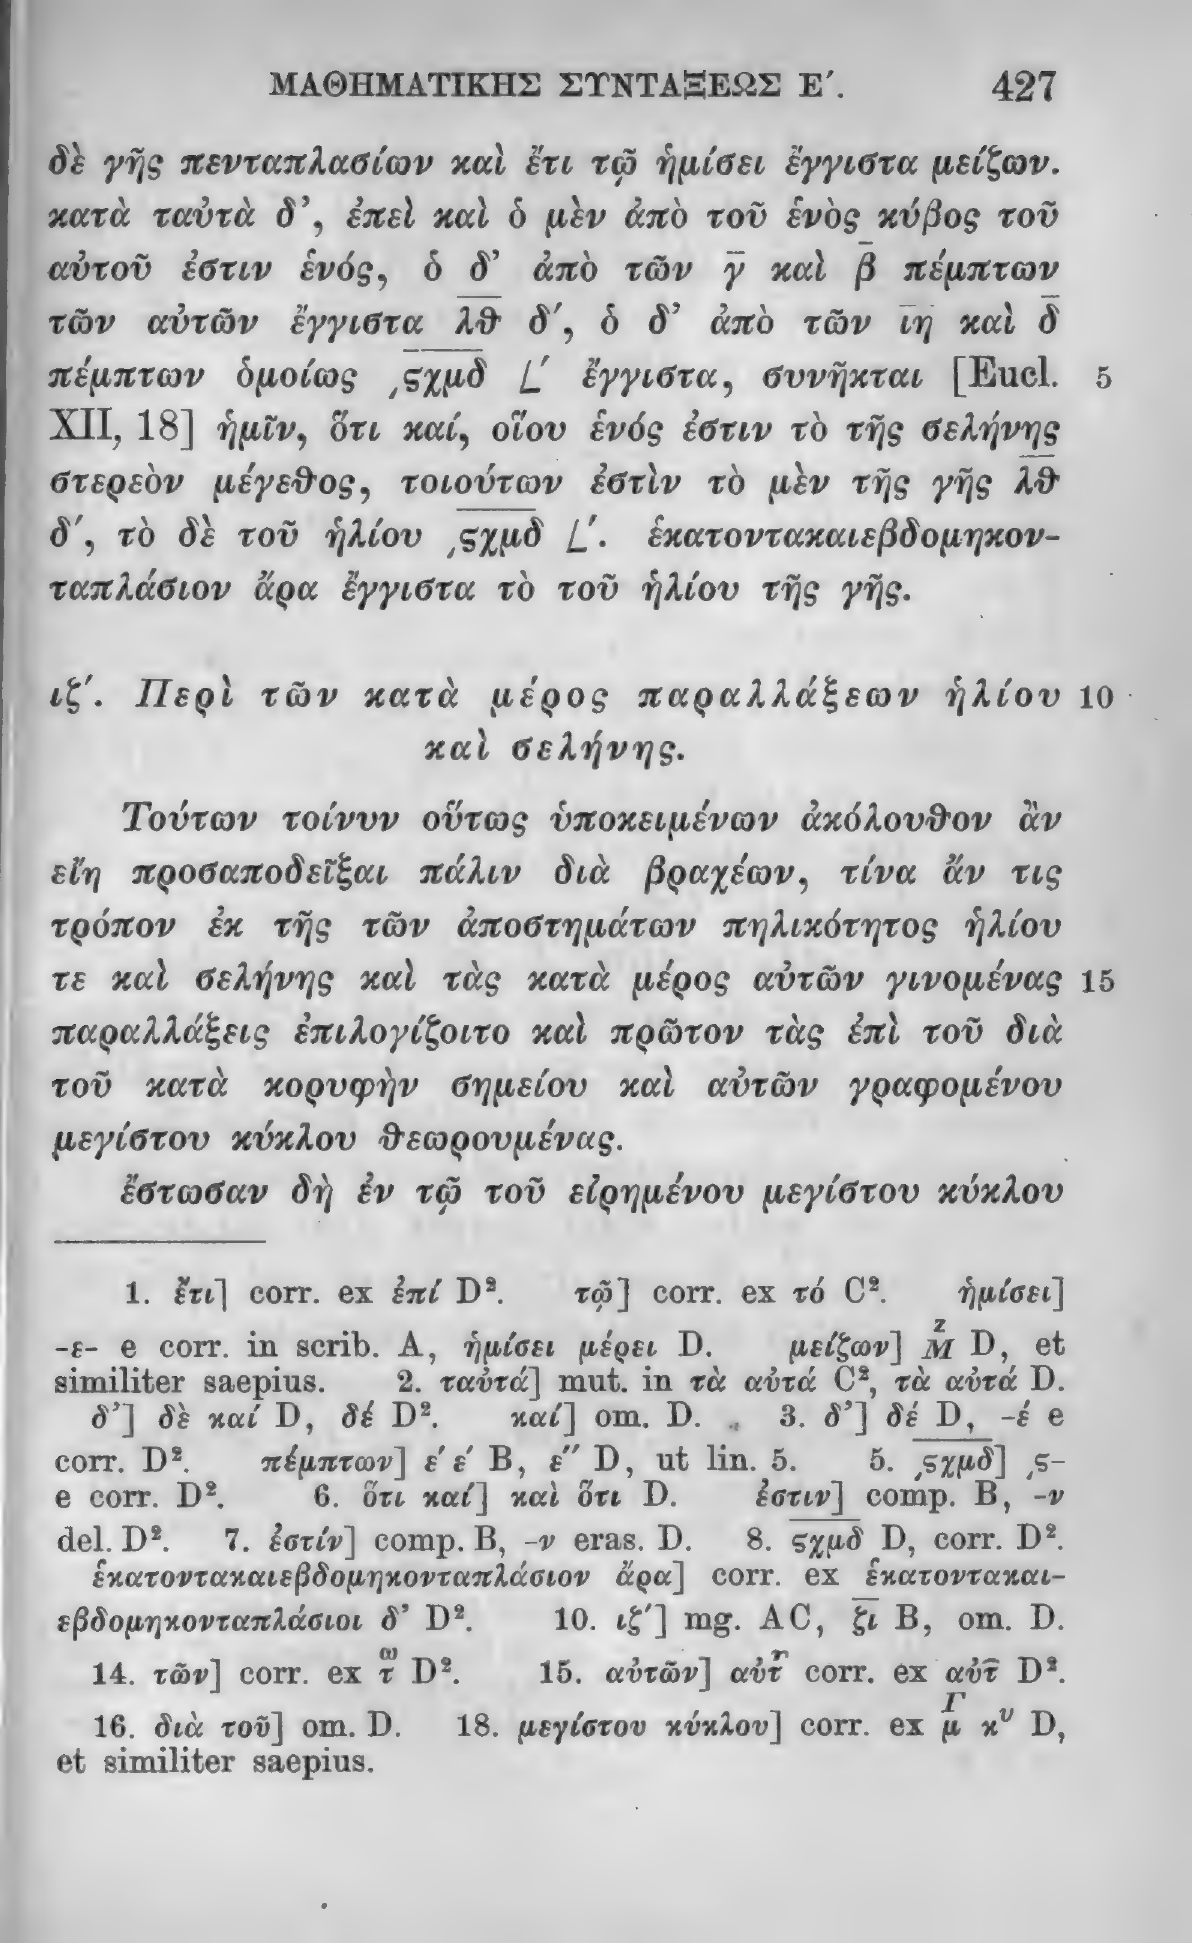 ΜΑΘΗΜΑΤΙΚΗΣ ΣΥΝΤΑΞΕΩΣ Ε΄. 427
δὲ γῆς πενταπλασίων καὶ ἔτι τῷ ἡμίσει ἔγγιστα μείζων.
κατὰ ταὐτὰ δ᾽, ἐπεὶ καὶ ὁ μὲν ἀπὸ τοῦ ἑνὸς κύβος τοῦ
αὐτοῦ ἐστιν ἑνός, ὁ δ᾽ ἀπὸ τῶν γ̅ καὶ β̅ πέμπτων
τῶν αὐτῶν ἔγγιστα λ̅θ̅ δ΄, ὁ δ᾽ ἀπὸ τῶν ι̅η̅ καὶ δ̅
πέμπτων ὁμοίως ͵ϛ̅χ̅μ̅δ̅ 𐅵΄ ἔγγιστα, συνῆκται [Eucl. 5
XII, 18] ἡμῖν, ὅτι καί, οἵου ἑνός ἐστιν τὸ τῆς σελήνης
στερεὸν μέγεθος, τοιούτων ἐστὶν τὸ μὲν τῆς γῆς λ̅θ̅
δ΄, τὸ δὲ τοῦ ἡλίου ͵ϛ̅χ̅μ̅δ̅ 𐅵΄. ἑκατοντακαιεβδομηκον-
ταπλάσιον ἄρα ἔγγιστα τὸ τοῦ ἡλίου τῆς γῆς.
ιζ΄. Περὶ τῶν κατὰ μέρος παραλλάξεων ἡλίου 10
καὶ σελήνης.
Τούτων τοίνυν οὕτως ὑποκειμένων ἀκόλουθον ἂν
εἴη προσαποδεῖξαι πάλιν διὰ βραχέων, τίνα ἄν τις
τρόπον ἐκ τῆς τῶν ἀποστημάτων πηλικότητος ἡλίου
τε καὶ σελήνης καὶ τὰς κατὰ μέρος αὐτῶν γινομένας 15
παραλλάξεις ἐπιλογίζοιτο καὶ πρῶτον τὰς ἐπὶ τοῦ διὰ
τοῦ κατὰ κορυφὴν σημείου καὶ αὐτῶν γραφομένου
μεγίστου κύκλου θεωρουμένας.
ἔστωσαν δὴ ἐν τῷ τοῦ εἰρημένου μεγίστου κύκλου
1. ἔτι] corr. ex ἐπί D². τῷ] corr. ex τό C². ἡμίσει]
-ε- e corr. in scrib. A, ἡμίσει μέρει D. μείζων] Μ^Ζ D, et
similiter saepius. 2. ταὐτά] mut. in τὰ αὐτά C², τὰ αὐτά D.
δ᾽] δὲ καί D, δέ D². καί] om. D. 3. δ᾽] δέ D, -έ e
corr. D². πέμπτων] ε΄ ε΄ B, ε΄΄ D, ut lin. 5. 5. ͵ϛ̅χ̅μ̅δ̅] ͵ϛ-
e corr. D². 6. ὅτι καί] καὶ ὅτι D. ἐστιν] comp. B, -ν
del. D². 7. ἐστίν] comp. B, -ν eras. D. 8. ϛ̅χ̅μ̅δ̅ D, corr. D².
ἑκατοντακαιεβδομηκονταπλάσιον ἄρα] corr. ex ἑκατοντακαι-
εβδομηκονταπλάσιοι δ᾽ D². 10. ιζ΄] mg. AC, ζ̅ι̅ B, om. D.
14. τῶν] corr. ex τ^ω D². 15. αὐτῶν] αὐτ^τ corr. ex αὐτ̅ D².
16. διὰ τοῦ] om. D. 18. μεγίστου κύκλου] corr. ex μ^Γ κ^υ D,
et similiter saepius.